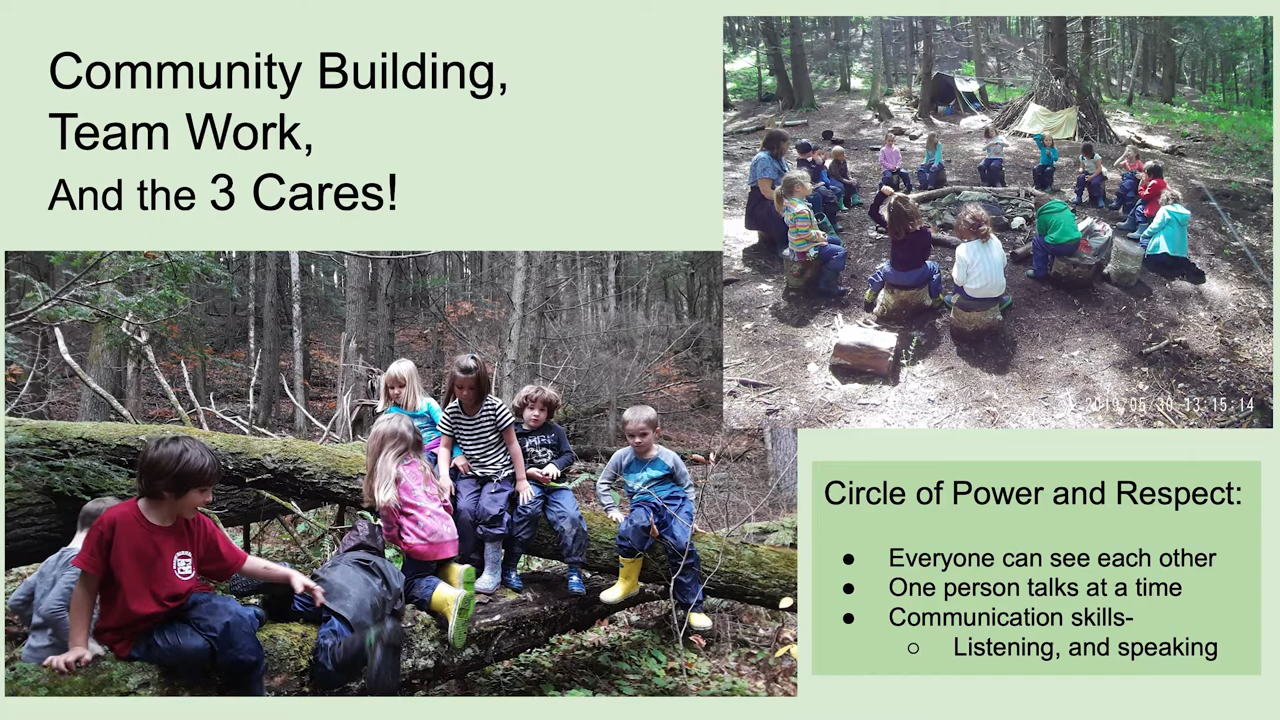 Community Building,
Team Work,
And the 3 Cares!
2019/05/30 13:15:14
Circle of Power and Respect:
● Everyone can see each other
● One person talks at a time
● Communication skills-
○ Listening, and speaking